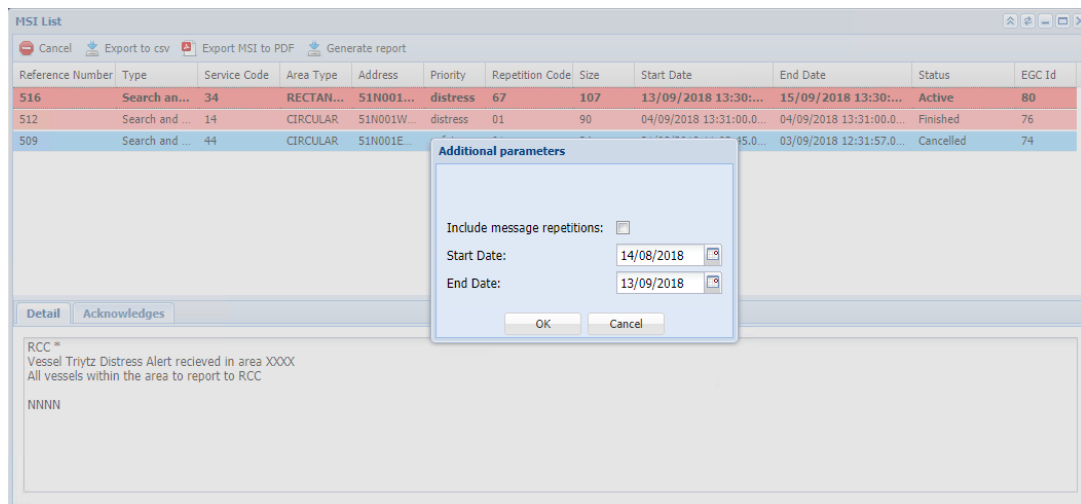 MSI List
Cancel Export to csv Export MSI to PDF Generate report
Reference Number Type Service Code Area Type Address Priority Repetition Code Size Start Date End Date Status EGC Id
516 Search an... 34 RECTAN... 51N001... distress 67 107 13/09/2018 13:30:... 15/09/2018 13:30:... Active 80
512 Search and ... 14 CIRCULAR 51N001W... distress 01 90 04/09/2018 13:31:00.0... 04/09/2018 13:31:00.0... Finished 76
509 Search and ... 44 CIRCULAR 51N001E... 45.0... 03/09/2018 12:31:57.0... Cancelled 74
Additional parameters
Include message repetitions:
Start Date: 14/08/2018
End Date: 13/09/2018
OK Cancel
Detail Acknowledges
RCC *
Vessel Triytz Distress Alert recieved in area XXXX
All vessels within the area to report to RCC
NNNN